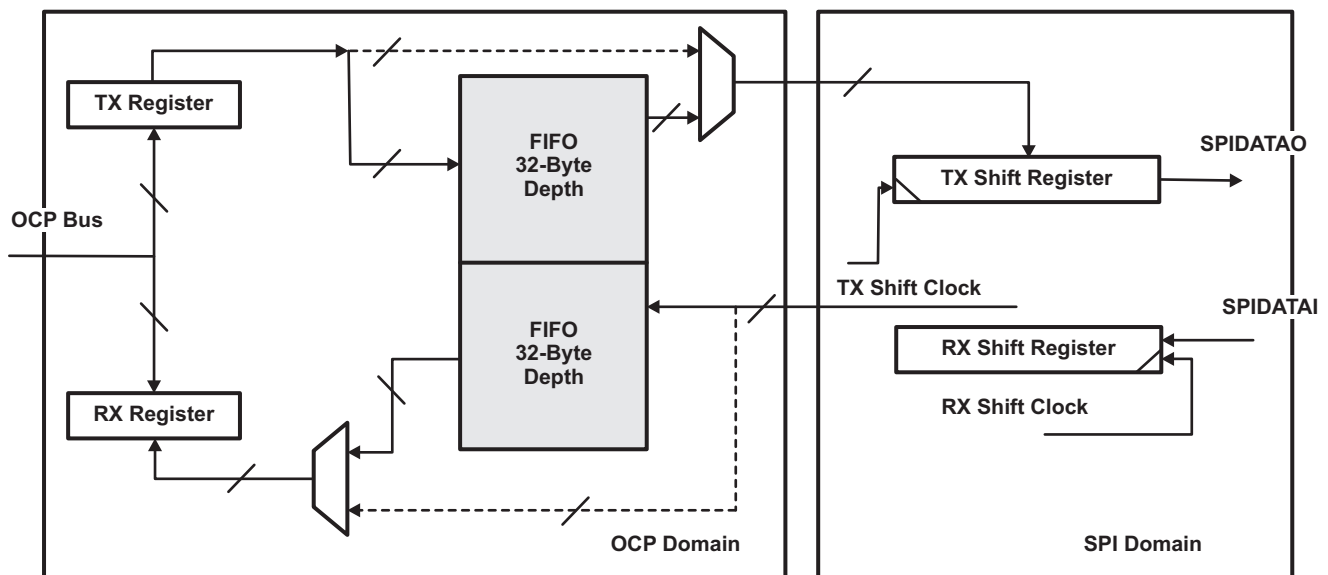 TX Register
FIFO
32-Byte
Depth
SPIDATAO
TX Shift Register
OCP Bus
TX Shift Clock
SPIDATAI
FIFO
32-Byte
Depth
RX Shift Register
RX Register
RX Shift Clock
OCP Domain
SPI Domain